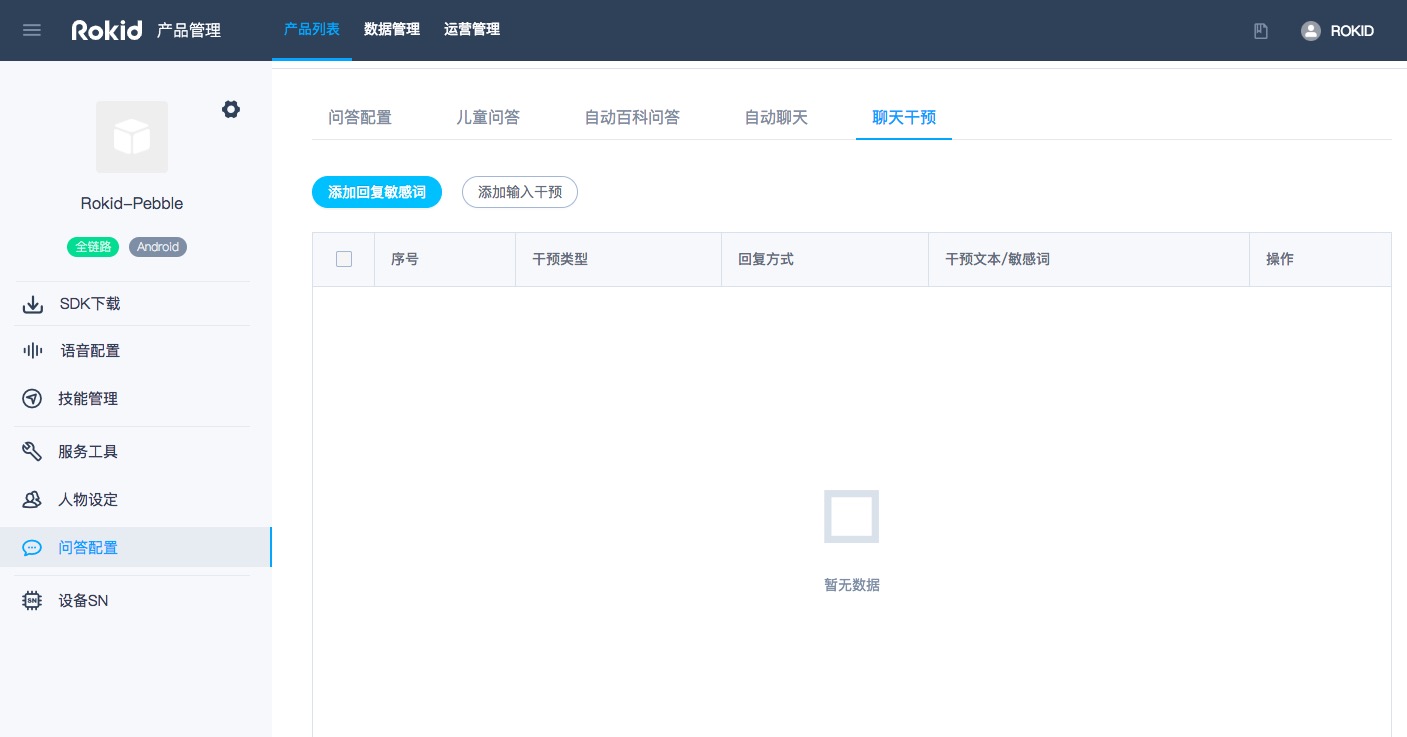 Rokid 产品管理 产品列表 数据管理 运营管理 ROKID
问答配置 儿童问答 自动百科问答 自动聊天 聊天干预
添加回复敏感词 添加输入干预
Rokid-Pebble
全链路 Android
序号 干预类型 回复方式 干预文本/敏感词 操作
SDK下载
语音配置
技能管理
服务工具
人物设定
问答配置
SN 设备SN
暂无数据